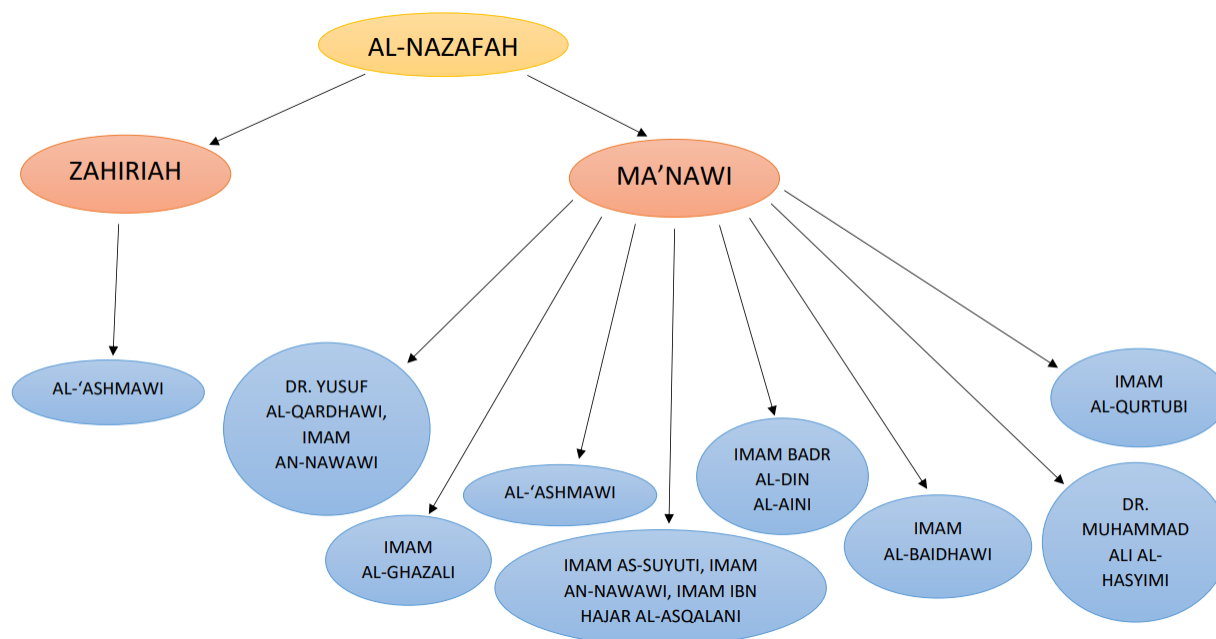 AL-NAZAFAH
ZAHIRIAH
MA’NAWI
AL-‘ASHMAWI
DR. YUSUF
AL-QARDHAWI,
IMAM
AN-NAWAWI
IMAM
AL-GHAZALI
AL-‘ASHMAWI
IMAM AS-SUYUTI, IMAM
AN-NAWAWI, IMAM IBN
HAJAR AL-ASQALANI
IMAM BADR
AL-DIN
AL-AINI
IMAM
AL-BAIDHAWI
DR.
MUHAMMAD
ALI AL-
HASYIMI
IMAM
AL-QURTUBI